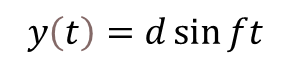 y(t) = d sin ft